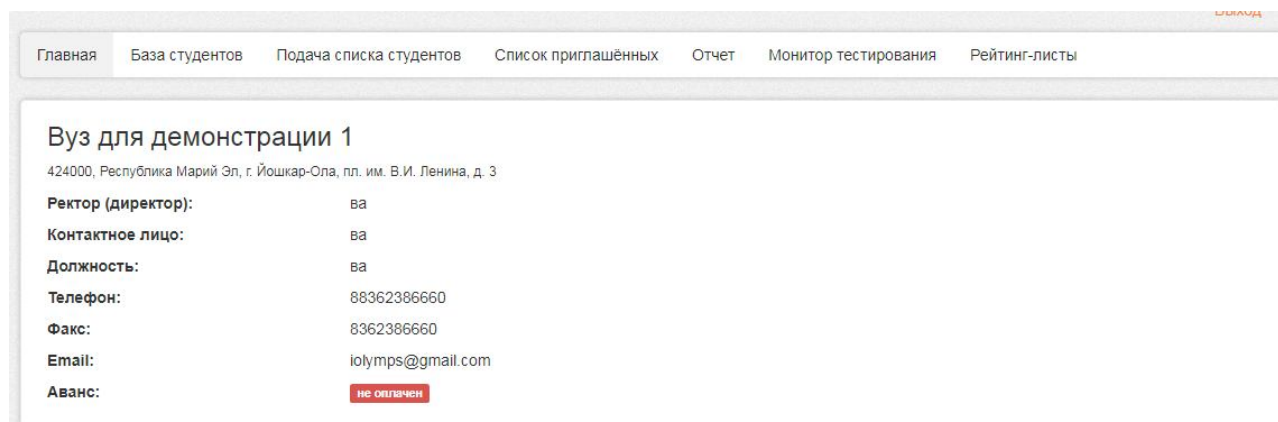 Выход
Главная База студентов Подача списка студентов Список приглашённых Отчет Монитор тестирования Рейтинг-листы
Вуз для демонстрации 1
424000, Республика Марий Эл, г. Йошкар-Ола, пл. им. В.И. Ленина, д. 3
Ректор (директор): ва
Контактное лицо: ва
Должность: ва
Телефон: 88362386660
Факс: 8362386660
Email: iolymps@gmail.com
Аванс: не оплачен